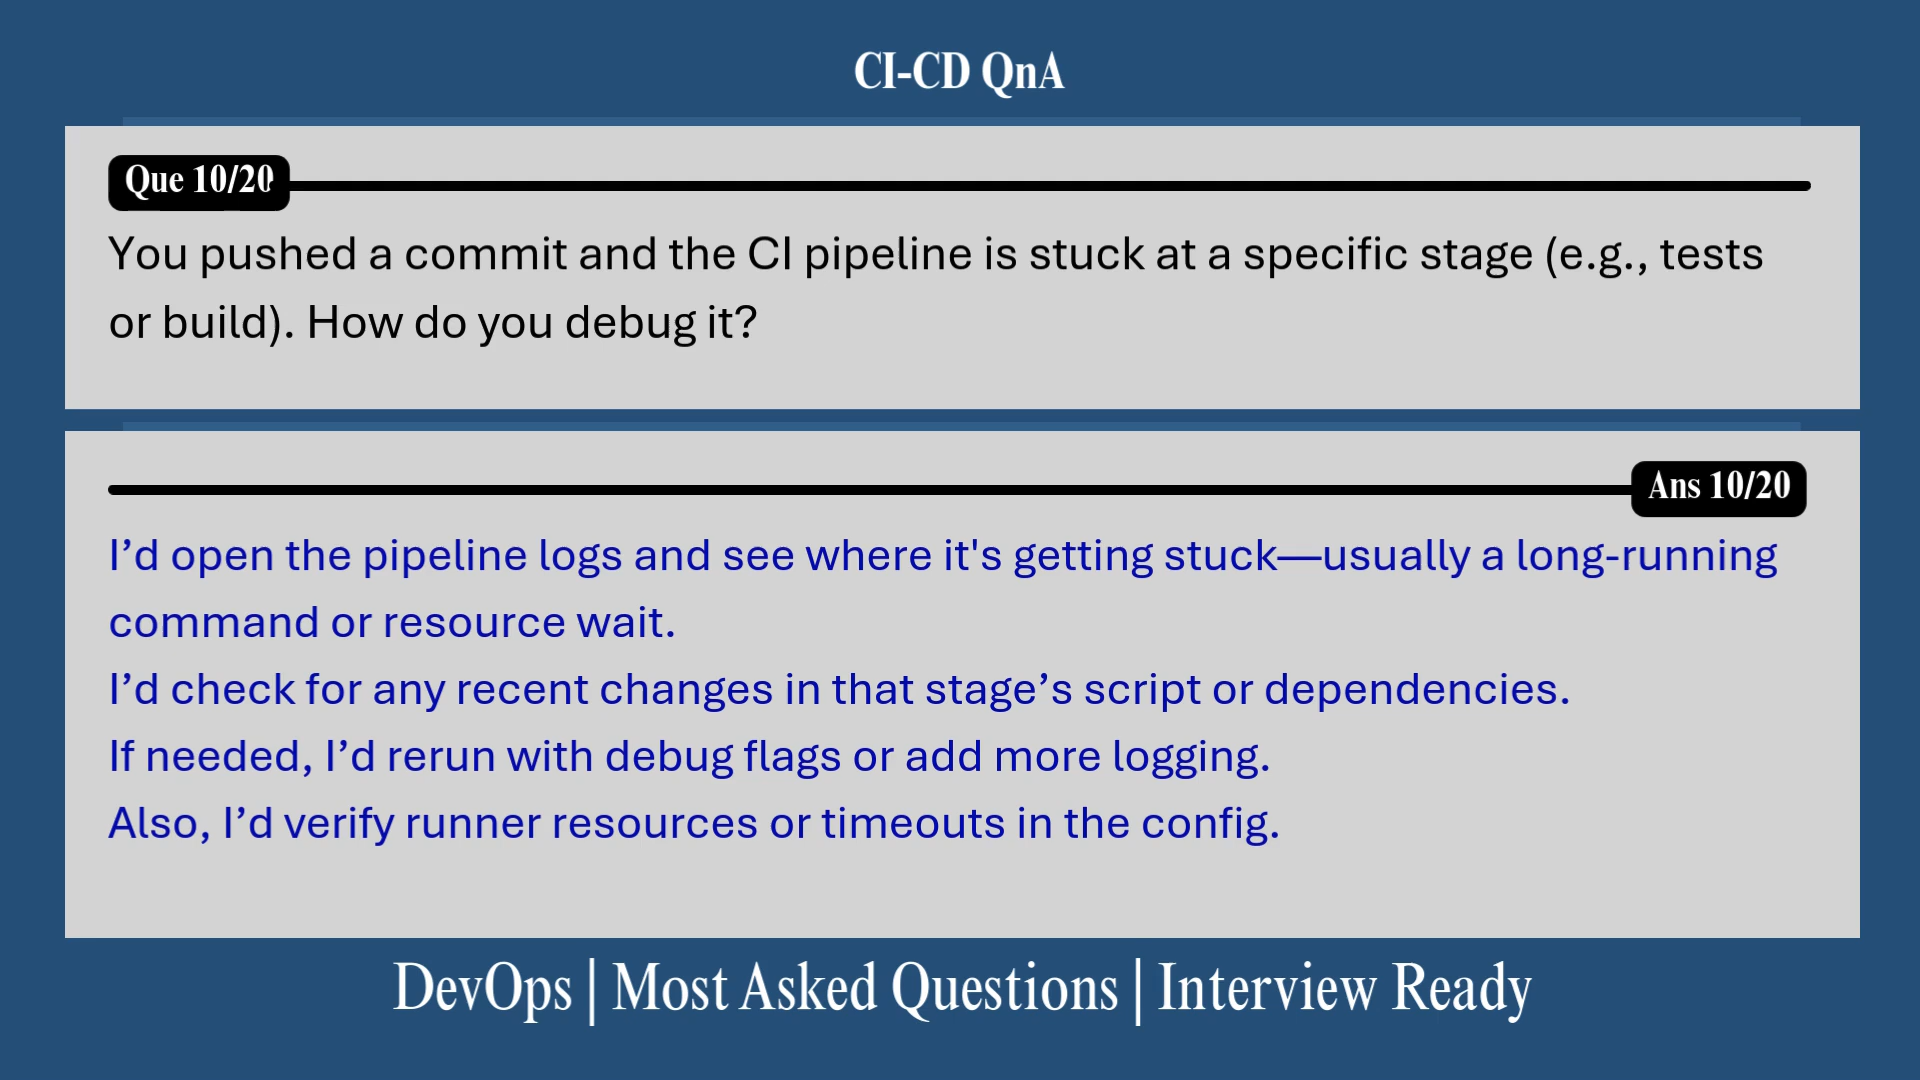 CI-CD QnA
Que 10/20
You pushed a commit and the CI pipeline is stuck at a specific stage (e.g., tests
or build). How do you debug it?
Ans 10/20
I’d open the pipeline logs and see where it's getting stuck—usually a long-running
command or resource wait.
I’d check for any recent changes in that stage’s script or dependencies.
If needed, I’d rerun with debug flags or add more logging.
Also, I’d verify runner resources or timeouts in the config.
DevOps | Most Asked Questions | Interview Ready